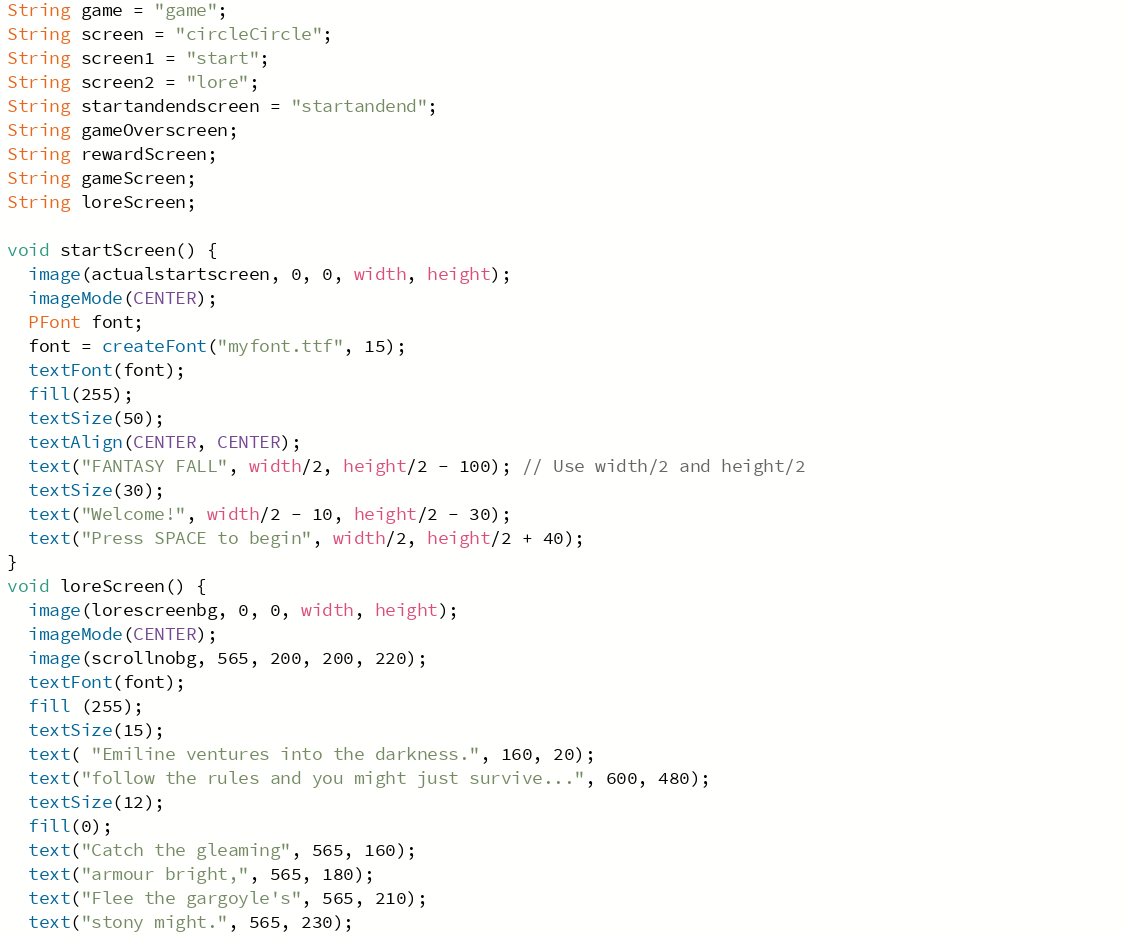 String game = "game";
String screen = "circleCircle";
String screen1 = "start";
String screen2 = "lore";
String startandendscreen = "startandend";
String gameOverscreen;
String rewardScreen;
String gameScreen;
String loreScreen;

void startScreen() {
  image(actualstartscreen, 0, 0, width, height);
  imageMode(CENTER);
  PFont font;
  font = createFont("myfont.ttf", 15);
  textFont(font);
  fill(255);
  textSize(50);
  textAlign(CENTER, CENTER);
  text("FANTASY FALL", width/2, height/2 - 100); // Use width/2 and height/2
  textSize(30);
  text("Welcome!", width/2 - 10, height/2 - 30);
  text("Press SPACE to begin", width/2, height/2 + 40);
}
void loreScreen() {
  image(lorescreenbg, 0, 0, width, height);
  imageMode(CENTER);
  image(scrollnobg, 565, 200, 200, 220);
  textFont(font);
  fill (255);
  textSize(15);
  text( "Emiline ventures into the darkness.", 160, 20);
  text("follow the rules and you might just survive...", 600, 480);
  textSize(12);
  fill(0);
  text("Catch the gleaming", 565, 160);
  text("armour bright,", 565, 180);
  text("Flee the gargoyle's", 565, 210);
  text("stony might.", 565, 230);